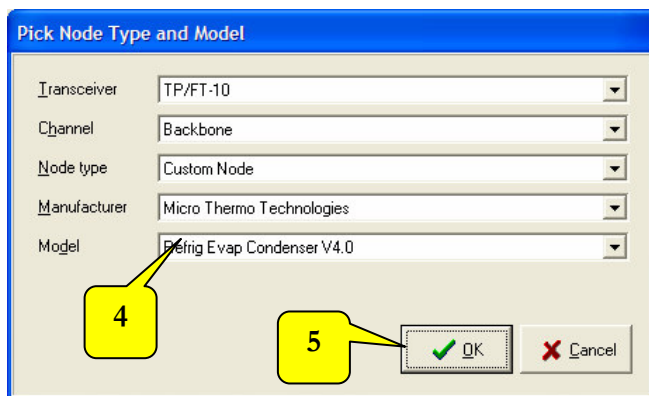 Pick Node Type and Model
Transceiver TP/FT-10
Channel Backbone
Node type Custom Node
Manufacturer Micro Thermo Technologies
Model Refrig Evap Condenser V4.0
4
5 OK Cancel